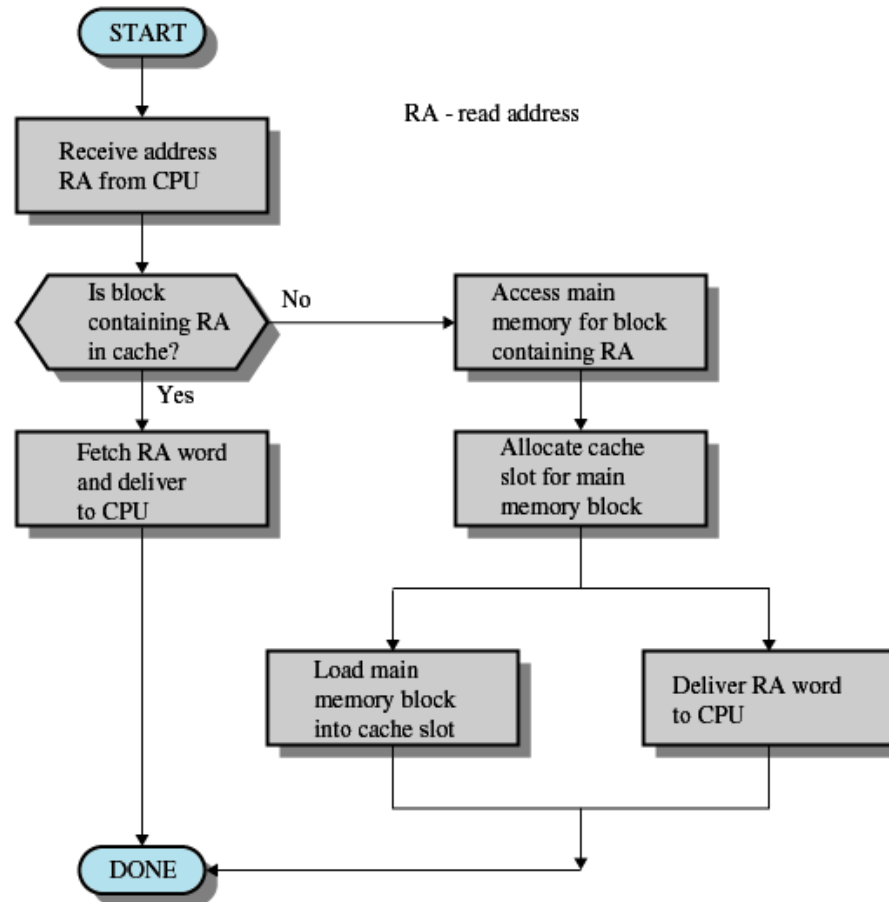 START
RA - read address
Receive address
RA from CPU
Is block
containing RA
in cache?
No
Access main
memory for block
containing RA
Yes
Fetch RA word
and deliver
to CPU
Allocate cache
slot for main
memory block
Load main
memory block
into cache slot
Deliver RA word
to CPU
DONE